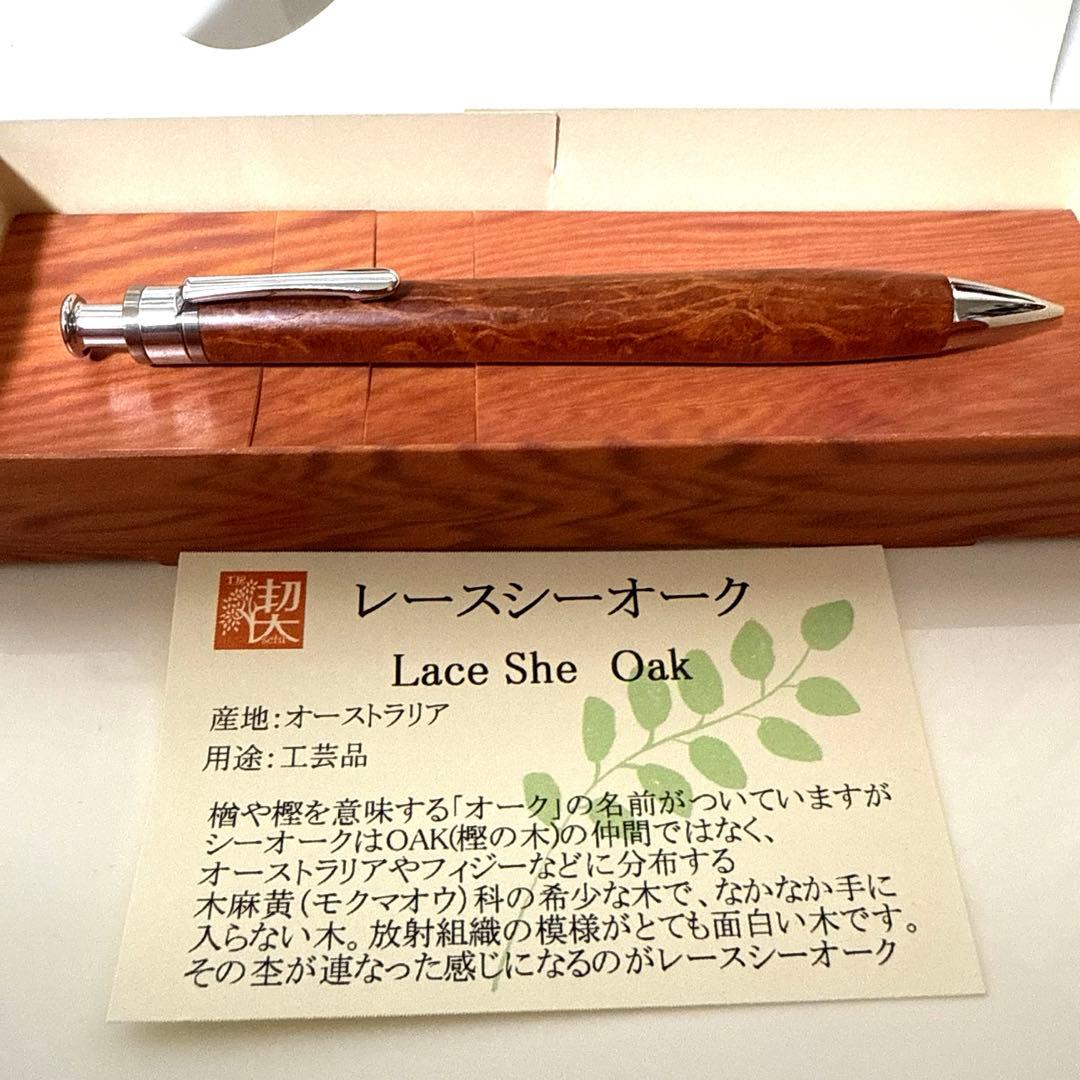 工房
契
seki
レースシーオーク
Lace She Oak
産地：オーストラリア
用途：工芸品
楢や樫を意味する「オーク」の名前がついていますが
シーオークはOAK(樫の木)の仲間ではなく、
オーストラリアやフィジーなどに分布する
木麻黄(モクマオウ)科の希少な木で、なかなか手に
入らない木。放射組織の模様がとても面白い木です。
その杢が連なった感じになるのがレースシーオーク